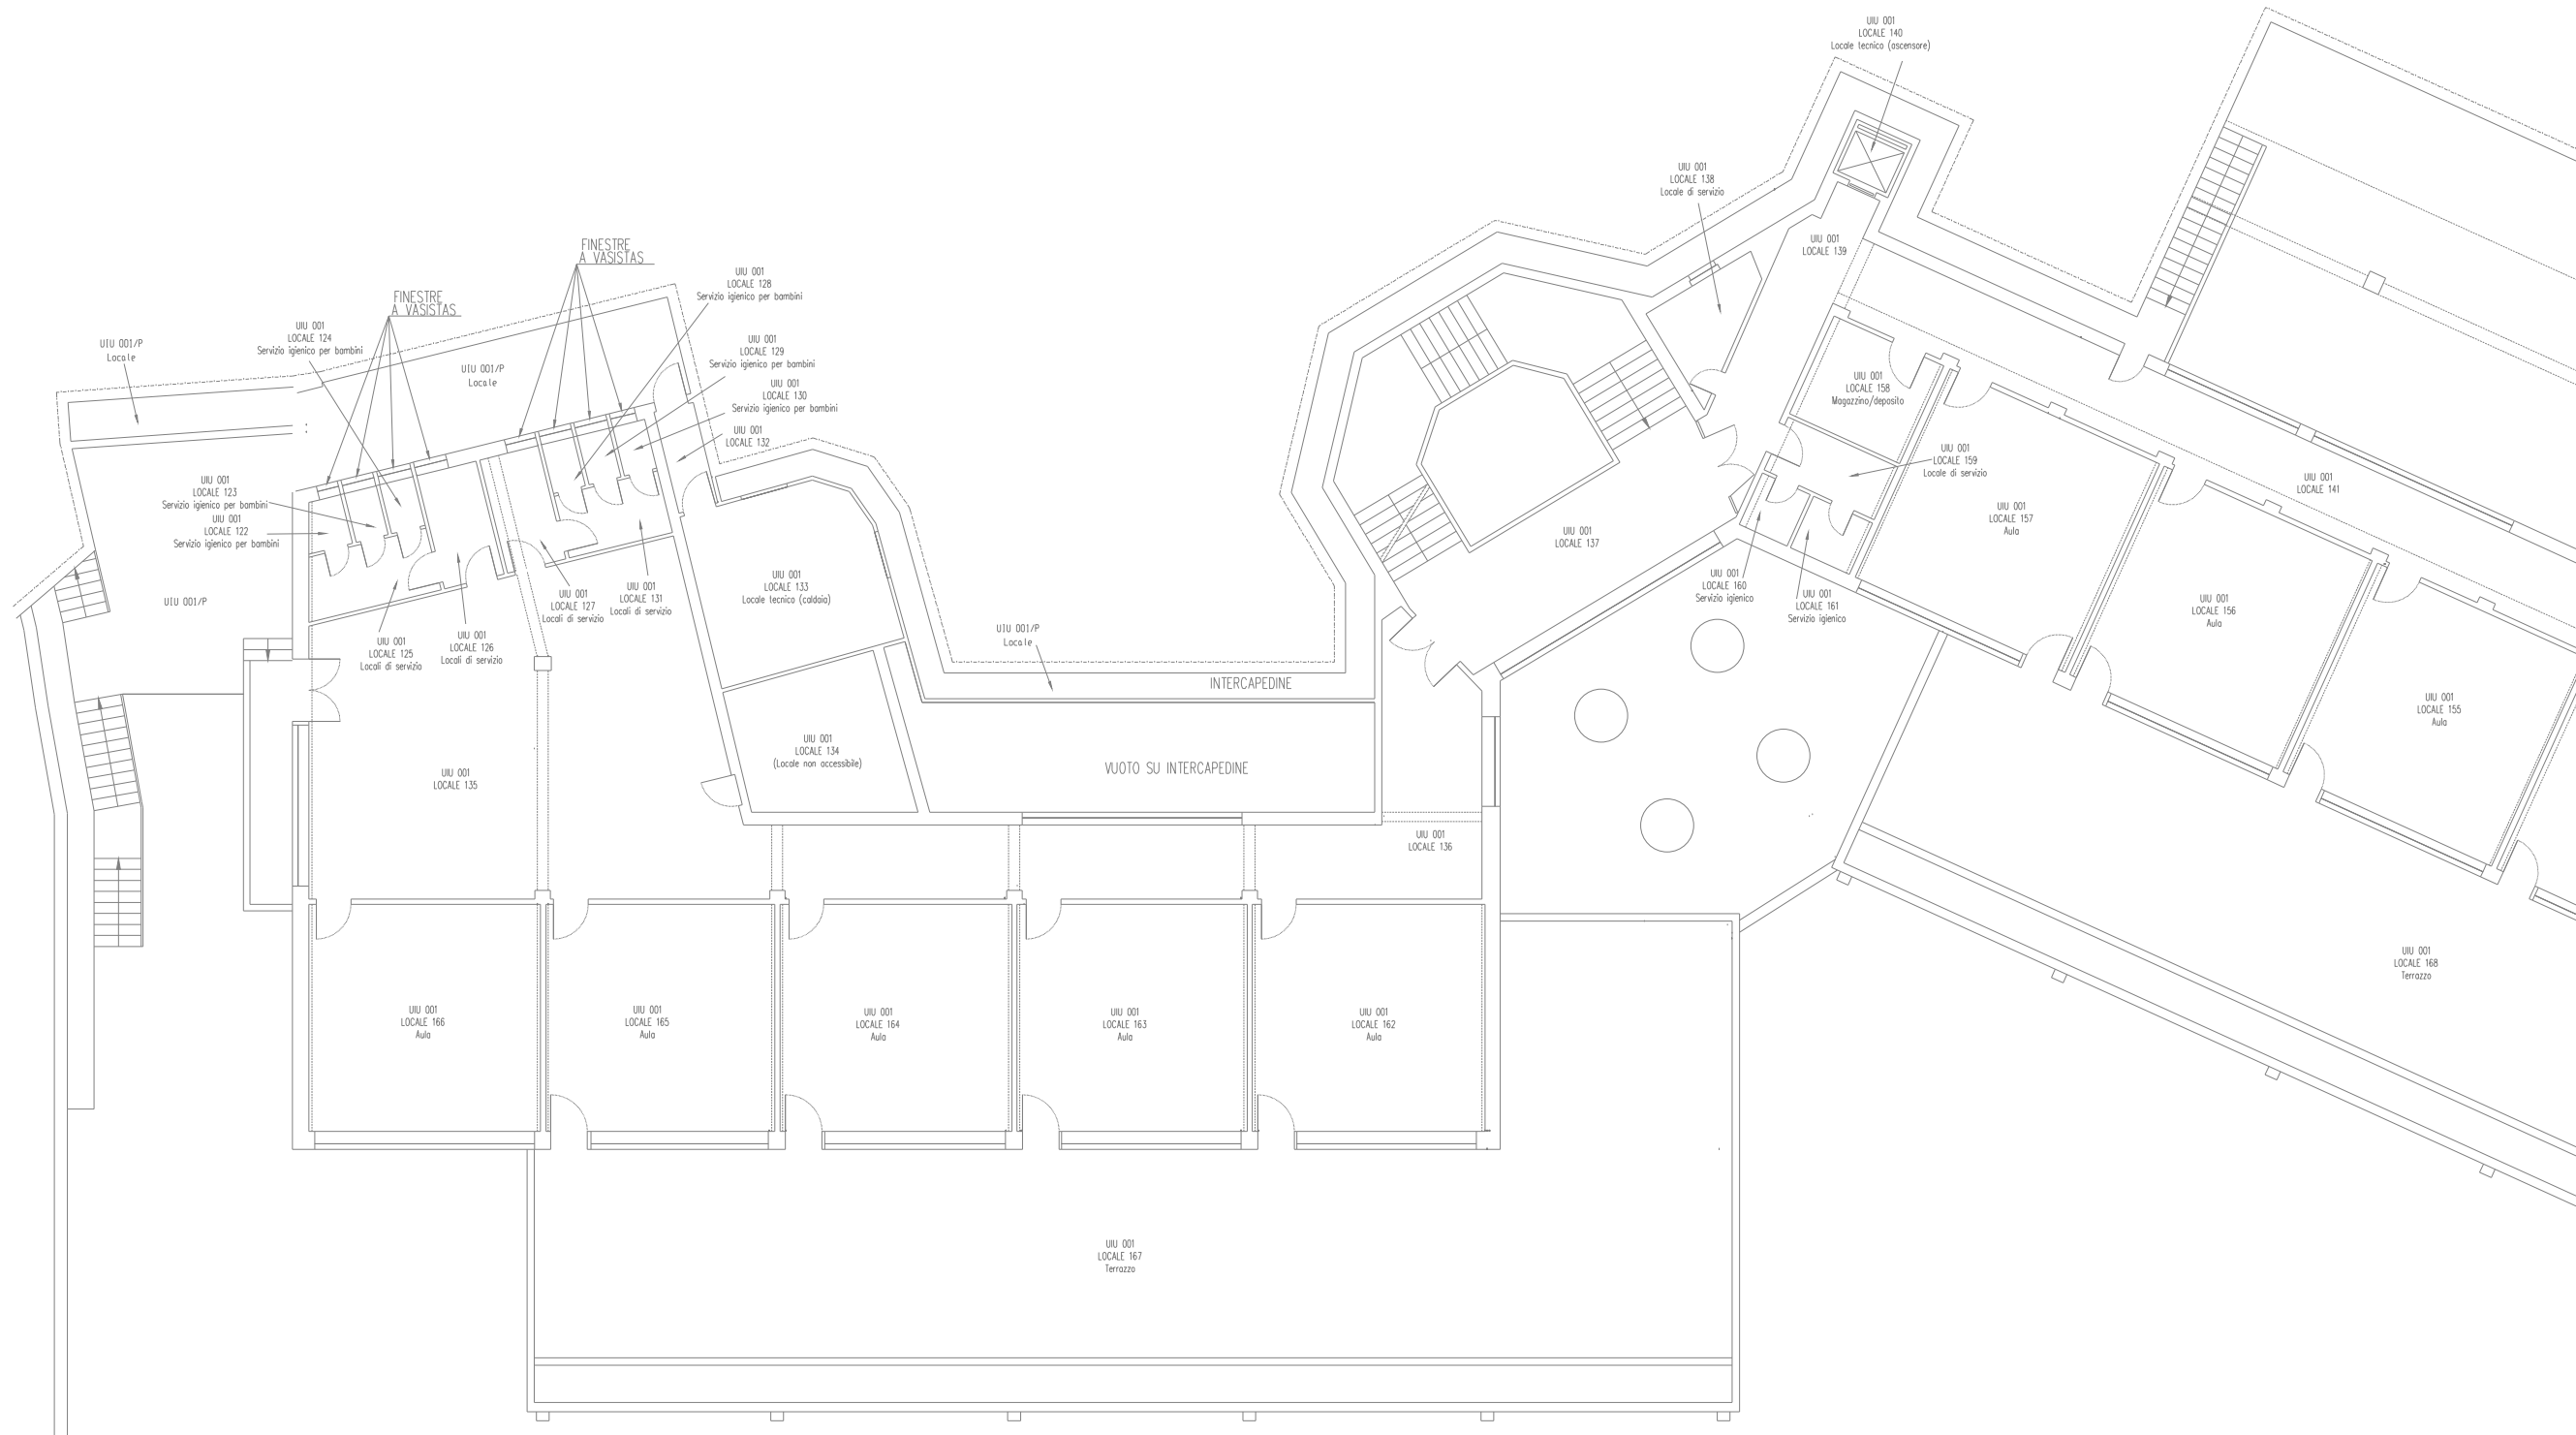 UIU 001
LOCALE 140
Locale tecnico (ascensore)
UIU 001
LOCALE 138
Locale di servizio
UIU 001
LOCALE 139
FINESTRE
A VASISTAS
UIU 001
LOCALE 128
Servizio igienico per bambini
FINESTRE
A VASISTAS
UIU 001
LOCALE 124
Servizio igienico per bambini
UIU 001/P
Locale
UIU 001/P
Locale
UIU 001
LOCALE 129
Servizio igienico per bambini
UIU 001
LOCALE 130
Servizio igienico per bambini
UIU 001
LOCALE 132
UIU 001
LOCALE 158
Magazzino/deposito
UIU 001
LOCALE 159
Locale di servizio
UIU 001
LOCALE 141
UIU 001
LOCALE 123
Servizio igienico per bambini
UIU 001
LOCALE 122
Servizio igienico per bambini
UIU 001
LOCALE 157
Aula
UIU 001
LOCALE 137
UIU 001/P
UIU 001
LOCALE 133
Locale tecnico (caldaia)
UIU 001
LOCALE 127
Locali di servizio
UIU 001
LOCALE 131
Locali di servizio
UIU 001
LOCALE 160
Servizio igienico
UIU 001
LOCALE 161
Servizio igienico
UIU 001
LOCALE 156
Aula
UIU 001
LOCALE 125
Locali di servizio
UIU 001
LOCALE 126
Locali di servizio
UIU 001/P
Locale
INTERCAPEDINE
UIU 001
LOCALE 155
Aula
UIU 001
LOCALE 134
(Locale non accessibile)
VUOTO SU INTERCAPEDINE
UIU 001
LOCALE 135
UIU 001
LOCALE 136
UIU 001
LOCALE 168
Terrazzo
UIU 001
LOCALE 166
Aula
UIU 001
LOCALE 165
Aula
UIU 001
LOCALE 164
Aula
UIU 001
LOCALE 163
Aula
UIU 001
LOCALE 162
Aula
UIU 001
LOCALE 167
Terrazzo